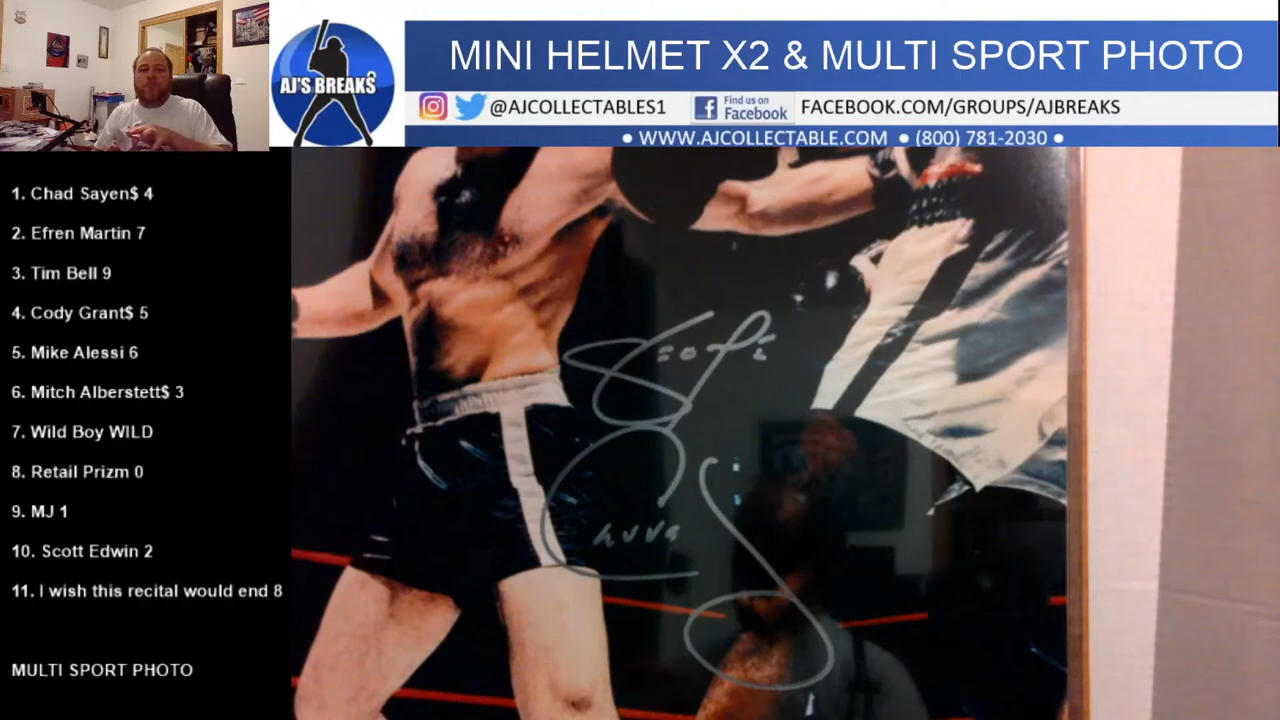 AJ'S BREAKS
MINI HELMET X2 & MULTI SPORT PHOTO
@AJCOLLECTABLES1
Find us on
Facebook
FACEBOOK.COM/GROUPS/AJBREAKS
● WWW.AJCOLLECTABLE.COM ● (800) 781-2030 ●
1. Chad Sayen$ 4
2. Efren Martin 7
3. Tim Bell 9
4. Cody Grant$ 5
5. Mike Alessi 6
6. Mitch Alberstett$ 3
7. Wild Boy WILD
8. Retail Prizm 0
9. MJ 1
10. Scott Edwin 2
11. I wish this recital would end 8
MULTI SPORT PHOTO